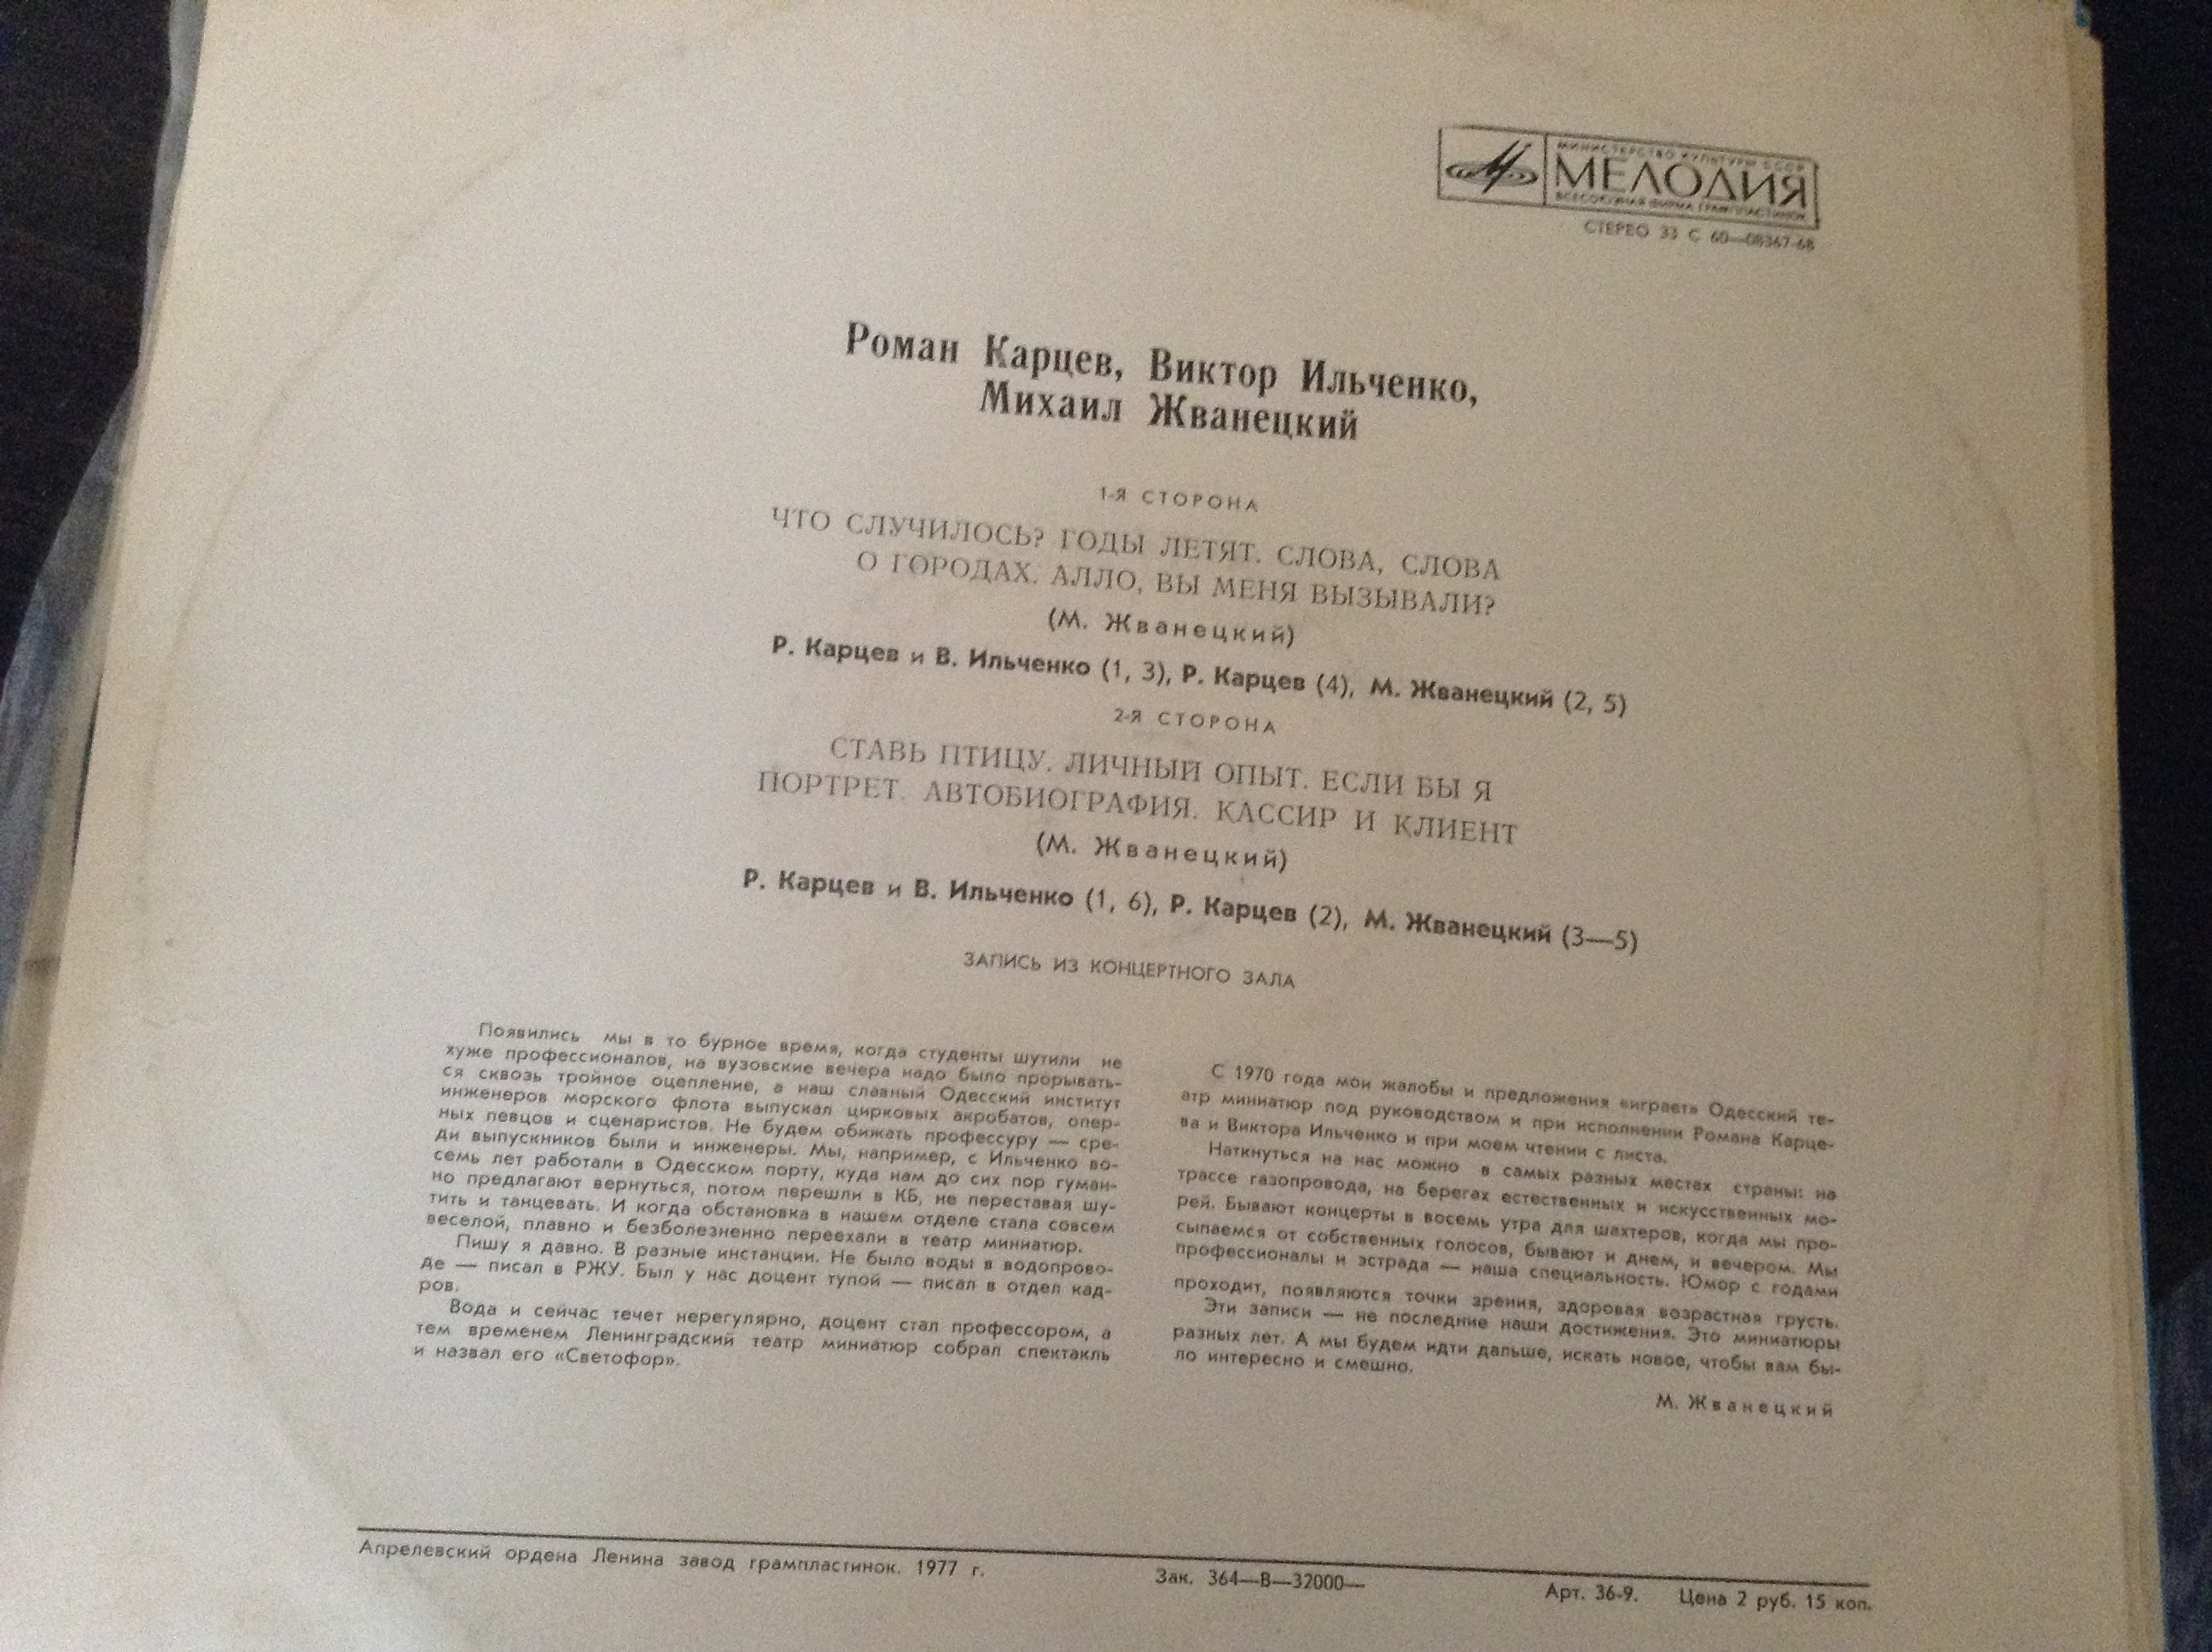 МИНИСТЕРСТВО КУЛЬТУРЫ СССР
МЕЛОДИЯ
ВСЕСОЮЗНАЯ ФИРМА ГРАМПЛАСТИНОК
СТЕРЕО 33 С 60—08367-68
Роман Карцев, Виктор Ильченко,
Михаил Жванецкий
1-Я СТОРОНА
ЧТО СЛУЧИЛОСЬ? ГОДЫ ЛЕТЯТ. СЛОВА, СЛОВА
О ГОРОДАХ. АЛЛО, ВЫ МЕНЯ ВЫЗЫВАЛИ?
(М. Жванецкий)
Р. Карцев и В. Ильченко (1, 3), Р. Карцев (4), М. Жванецкий (2, 5)
2-Я СТОРОНА
СТАВЬ ПТИЦУ. ЛИЧНЫЙ ОПЫТ. ЕСЛИ БЫ Я
ПОРТРЕТ. АВТОБИОГРАФИЯ. КАССИР И КЛИЕНТ
(М. Жванецкий)
Р. Карцев и В. Ильченко (1, 6), Р. Карцев (2), М. Жванецкий (3—5)
ЗАПИСЬ ИЗ КОНЦЕРТНОГО ЗАЛА
Появились мы в то бурное время, когда студенты шутили не
хуже профессионалов, на вузовские вечера надо было прорывать-
ся сквозь тройное оцепление, а наш славный Одесский институт
инженеров морского флота выпускал цирковых акробатов, опер-
ных певцов и сценаристов. Не будем обижать профессуру — сре-
ди выпускников были и инженеры. Мы, например, с Ильченко во-
семь лет работали в Одесском порту, куда нам до сих пор гуман-
но предлагают вернуться, потом перешли в КБ, не переставая шу-
тить и танцевать. И когда обстановка в нашем отделе стала совсем
веселой, плавно и безболезненно переехали в театр миниатюр.
Пишу я давно. В разные инстанции. Не было воды в водопрово-
де — писал в РЖУ. Был у нас доцент тупой — писал в отдел кад-
ров.
Вода и сейчас течет нерегулярно, доцент стал профессором, а
тем временем Ленинградский театр миниатюр собрал спектакль
и назвал его «Светофор».
С 1970 года мои жалобы и предложения «играет» Одесский те-
атр миниатюр под руководством и при исполнении Романа Карце-
ва и Виктора Ильченко и при моем чтении с листа.
Наткнуться на нас можно в самых разных местах страны: на
трассе газопровода, на берегах естественных и искусственных мо-
рей. Бывают концерты в восемь утра для шахтеров, когда мы про-
сыпаемся от собственных голосов, бывают и днем, и вечером. Мы
профессионалы и эстрада — наша специальность. Юмор с годами
проходит, появляются точки зрения, здоровая возрастная грусть.
Эти записи — не последние наши достижения. Это миниатюры
разных лет. А мы будем идти дальше, искать новое, чтобы вам бы-
ло интересно и смешно.
М. Жванецкий
Апрелевский ордена Ленина завод грампластинок. 1977 г.
Зак. 364—В—32000—
Арт. 36-9. Цена 2 руб. 15 коп.